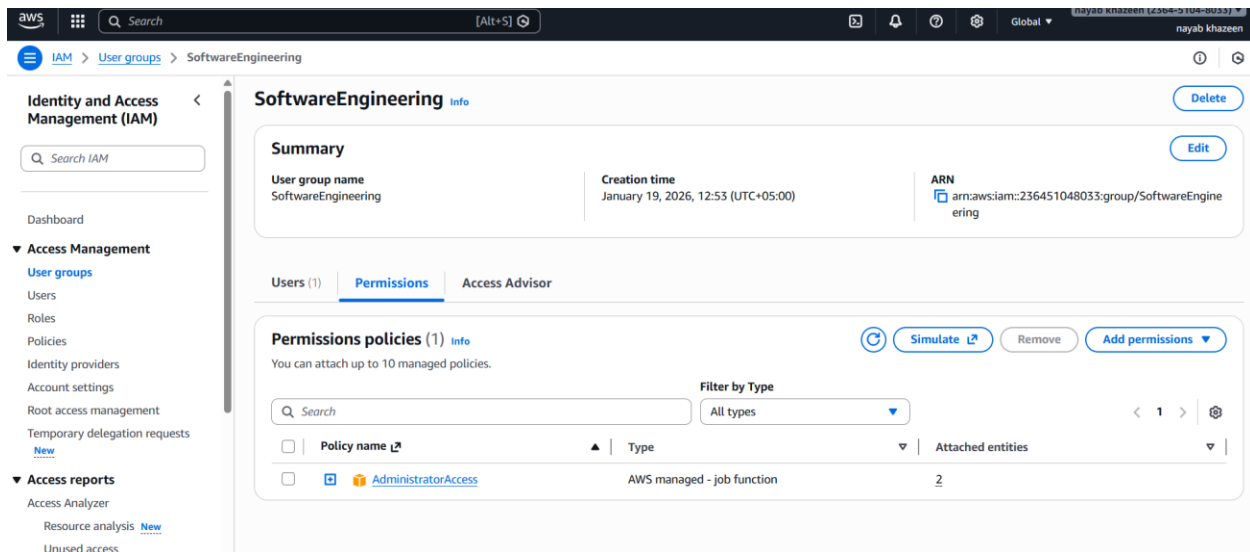 aws
Search
[Alt+S]
Global
nayab khazeen (2364-5104-8033)
nayab khazeen
IAM > User groups > SoftwareEngineering
Identity and Access Management (IAM)
Search IAM
Dashboard
Access Management
User groups
Users
Roles
Policies
Identity providers
Account settings
Root access management
Temporary delegation requests
New
Access reports
Access Analyzer
Resource analysis New
Unused access
SoftwareEngineering Info
Delete
Summary
Edit
User group name
SoftwareEngineering
Creation time
January 19, 2026, 12:53 (UTC+05:00)
ARN
arn:aws:iam::236451048033:group/SoftwareEngine
ering
Users (1)
Permissions
Access Advisor
Permissions policies (1) Info
Simulate
Remove
Add permissions
You can attach up to 10 managed policies.
Filter by Type
Search
All types
1
Policy name
Type
Attached entities
AdministratorAccess
AWS managed - job function
2